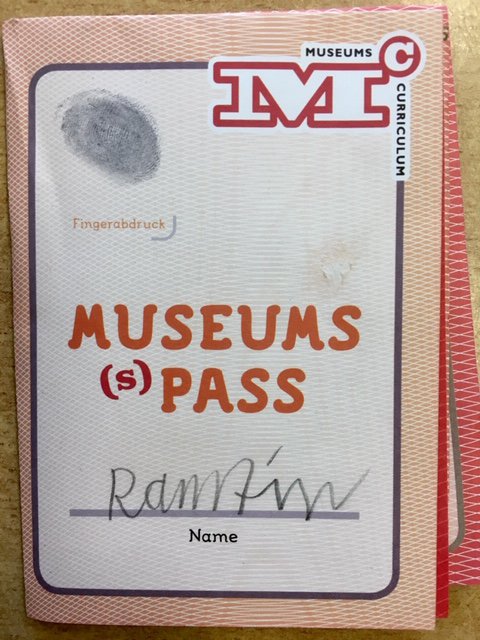 MUSEUMS
M C
CURRICULUM
Fingerabdruck
MUSEUMS
(s) PASS
Ramtin
Name